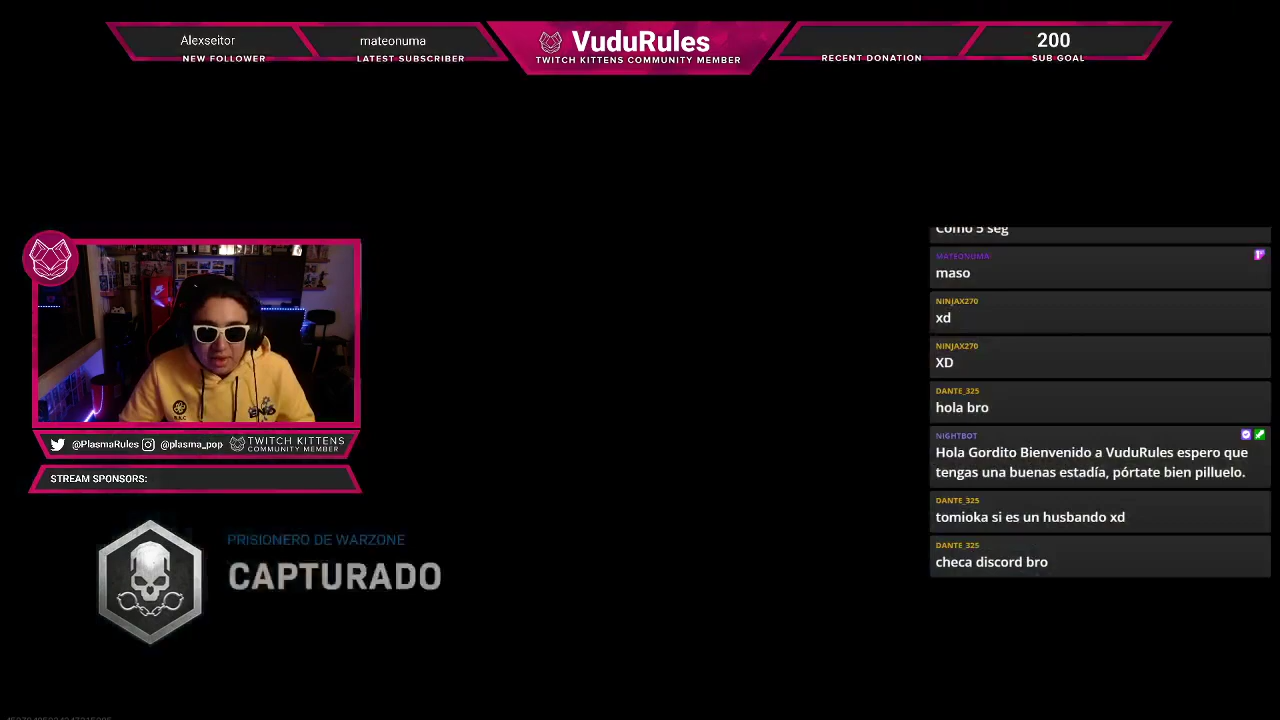 Alexseitor
NEW FOLLOWER
mateonuma
LATEST SUBSCRIBER
VuduRules
TWITCH KITTENS COMMUNITY MEMBER
RECENT DONATION
200
SUB GOAL
Como 5 seg
MATEONUMA
maso
NINJAX270
xd
NINJAX270
XD
DANTE_325
hola bro
NIGHTBOT
Hola Gordito Bienvenido a VuduRules espero que
tengas una buenas estadía, pórtate bien pilluelo.
DANTE_325
tomioka si es un husbando xd
DANTE_325
checa discord bro
@PlasmaRules @plasma_pop TWITCH KITTENS
COMMUNITY MEMBER
STREAM SPONSORS:
PRISIONERO DE WARZONE
CAPTURADO